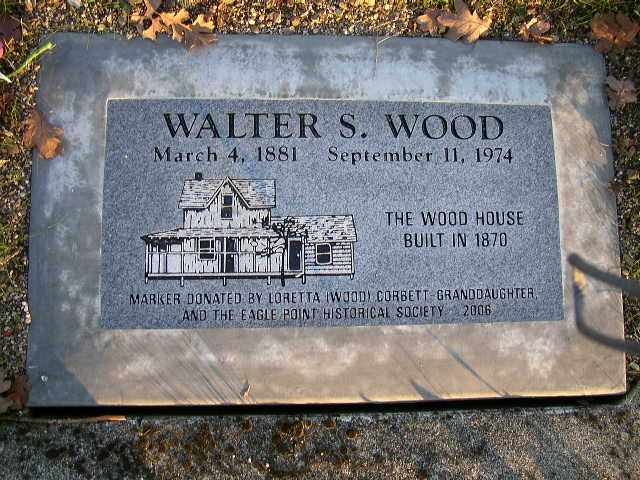 WALTER S. WOOD
March 4, 1881 September 11, 1974
THE WOOD HOUSE
BUILT IN 1870
MARKER DONATED BY LORETTA (WOOD) CORBETT-GRANDDAUGHTER,
AND THE EAGLE POINT HISTORICAL SOCIETY 2006